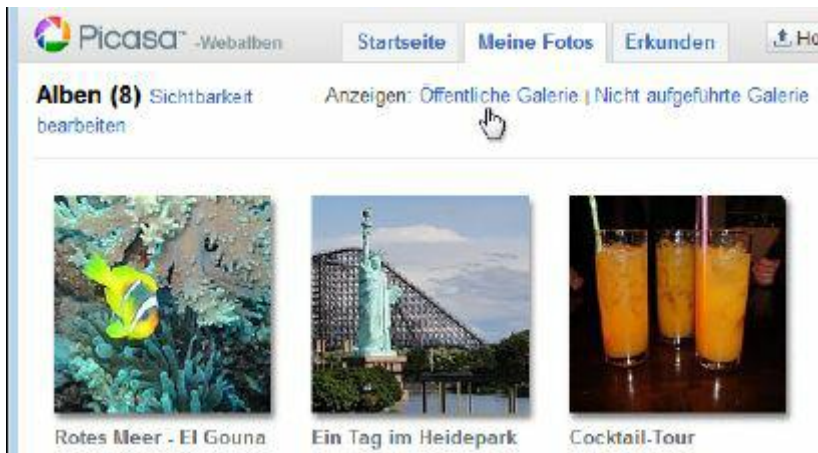 Picasa™ -Webalben
Startseite
Meine Fotos
Erkunden
Alben (8) Sichtbarkeit
bearbeiten
Anzeigen: Öffentliche Galerie | Nicht aufgeführte Galerie
Rotes Meer - El Gouna
Ein Tag im Heidepark
Cocktail-Tour